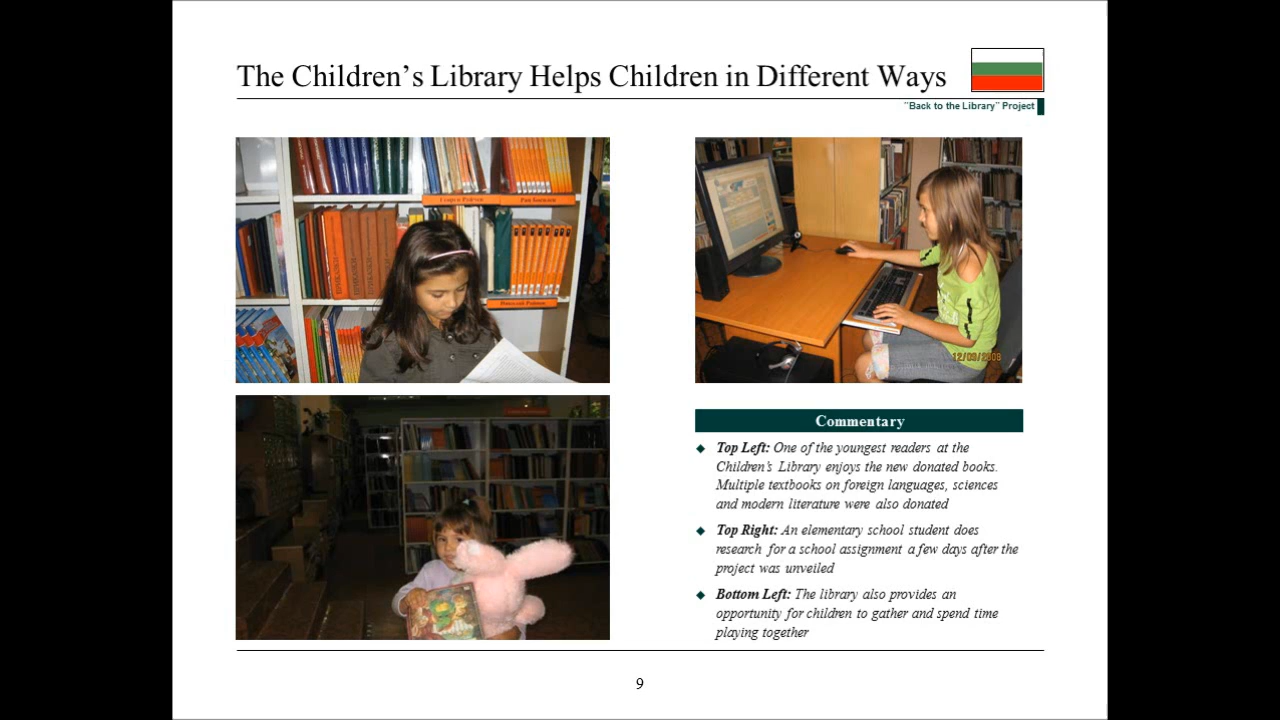 The Children's Library Helps Children in Different Ways
"Back to the Library" Project
12/09/2008
Commentary
Top Left: One of the youngest readers at the
Children's Library enjoys the new donated books.
Multiple textbooks on foreign languages, sciences
and modern literature were also donated
Top Right: An elementary school student does
research for a school assignment a few days after the
project was unveiled
Bottom Left: The library also provides an
opportunity for children to gather and spend time
playing together
9